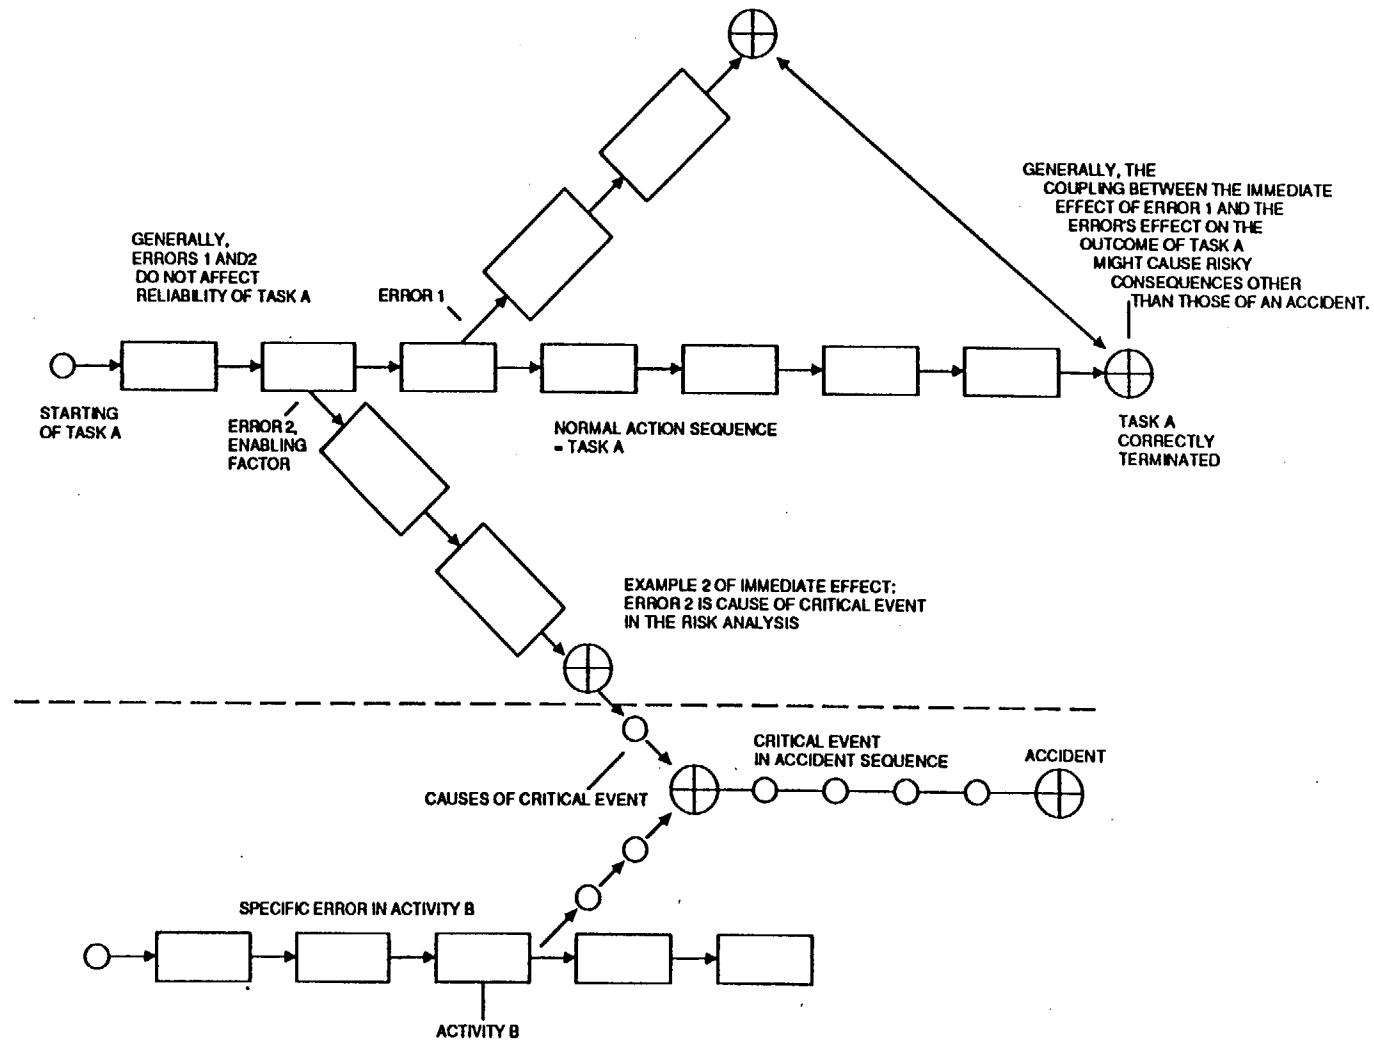 GENERALLY, THE
COUPLING BETWEEN THE IMMEDIATE
EFFECT OF ERROR 1 AND THE
ERROR'S EFFECT ON THE
OUTCOME OF TASK A
MIGHT CAUSE RISKY
CONSEQUENCES OTHER
THAN THOSE OF AN ACCIDENT.
GENERALLY,
ERRORS 1 AND2
DO NOT AFFECT
RELIABILITY OF TASK A
ERROR 1
STARTING
OF TASK A
ERROR 2,
ENABLING
FACTOR
NORMAL ACTION SEQUENCE
= TASK A
TASK A
CORRECTLY
TERMINATED
EXAMPLE 2 OF IMMEDIATE EFFECT:
ERROR 2 IS CAUSE OF CRITICAL EVENT
IN THE RISK ANALYSIS
CRITICAL EVENT
IN ACCIDENT SEQUENCE
ACCIDENT
CAUSES OF CRITICAL EVENT
SPECIFIC ERROR IN ACTIVITY B
ACTIVITY B